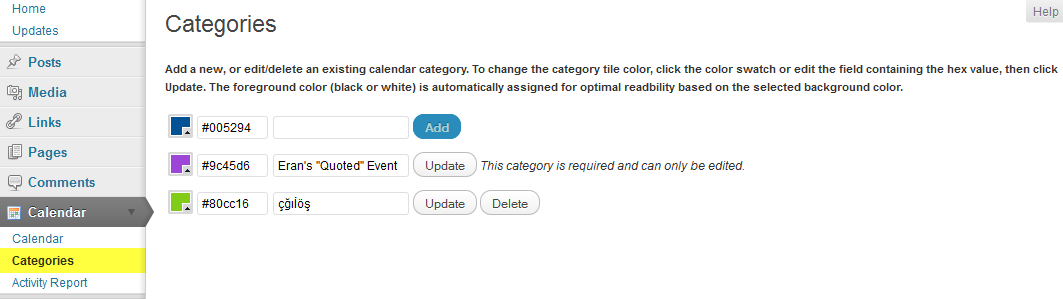 Home
Updates
Posts
Media
Links
Pages
Comments
Calendar
Calendar
Categories
Activity Report
Help
Categories
Add a new, or edit/delete an existing calendar category. To change the category tile color, click the color swatch or edit the field containing the hex value, then click
Update. The foreground color (black or white) is automatically assigned for optimal readbility based on the selected background color.
#005294 Add
#9c45d6 Eran's "Quoted" Event Update This category is required and can only be edited.
#80cc16 çğıİöş Update Delete